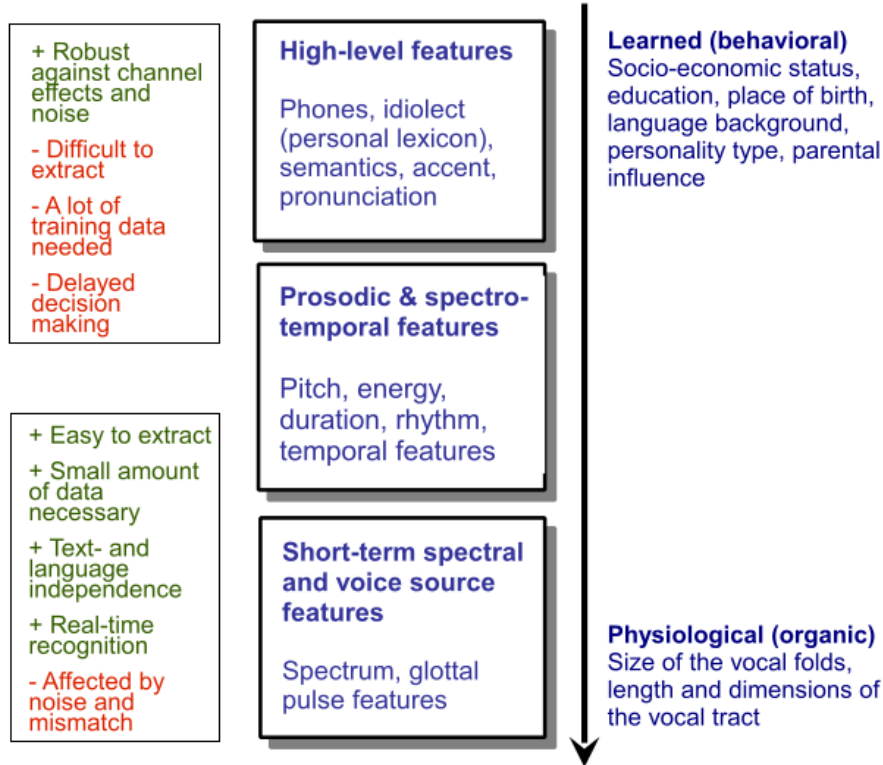 + Robust
against channel
effects and
noise
- Difficult to
extract
- A lot of
training data
needed
- Delayed
decision
making
+ Easy to extract
+ Small amount
of data
necessary
+ Text- and
language
independence
+ Real-time
recognition
- Affected by
noise and
mismatch
High-level features
Phones, idiolect
(personal lexicon),
semantics, accent,
pronunciation
Prosodic & spectro-
temporal features
Pitch, energy,
duration, rhythm,
temporal features
Short-term spectral
and voice source
features
Spectrum, glottal
pulse features
Learned (behavioral)
Socio-economic status,
education, place of birth,
language background,
personality type, parental
influence
Physiological (organic)
Size of the vocal folds,
length and dimensions of
the vocal tract